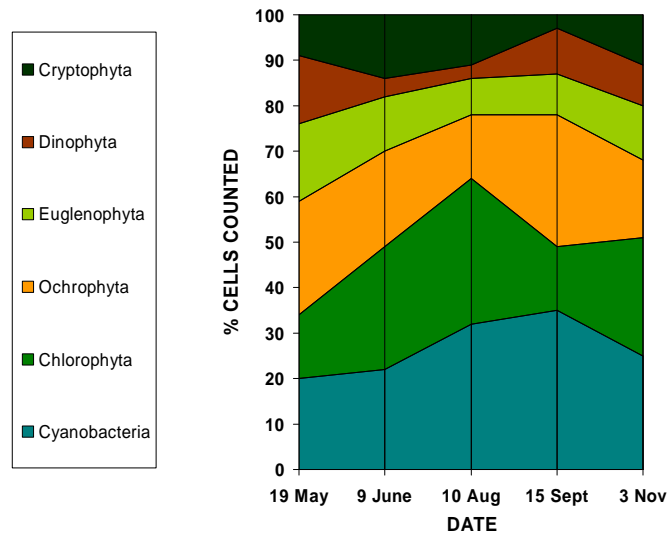 Cryptophyta
Dinophyta
Euglenophyta
Ochrophyta
Chlorophyta
Cyanobacteria
% CELLS COUNTED
100
90
80
70
60
50
40
30
20
10
0
19 May 9 June 10 Aug 15 Sept 3 Nov
DATE